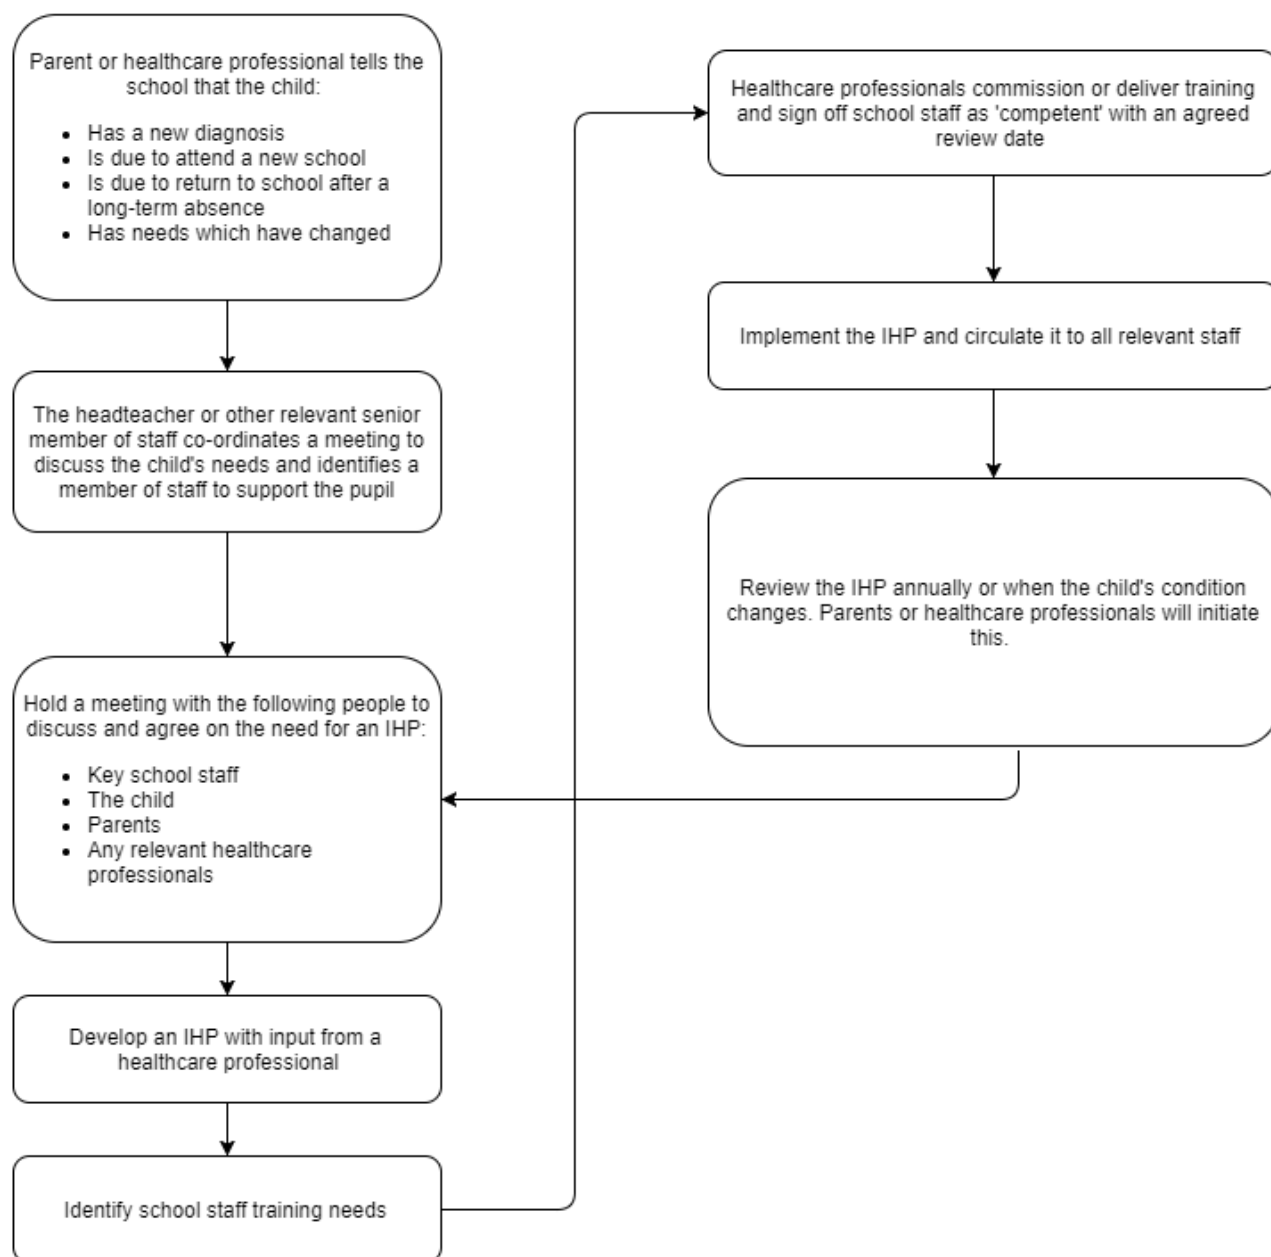 Parent or healthcare professional tells the
school that the child:
• Has a new diagnosis
• Is due to attend a new school
• Is due to return to school after a
long-term absence
• Has needs which have changed
The headteacher or other relevant senior
member of staff co-ordinates a meeting to
discuss the child's needs and identifies a
member of staff to support the pupil
Hold a meeting with the following people to
discuss and agree on the need for an IHP:
• Key school staff
• The child
• Parents
• Any relevant healthcare
professionals
Develop an IHP with input from a
healthcare professional
Identify school staff training needs
Healthcare professionals commission or deliver training
and sign off school staff as 'competent' with an agreed
review date
Implement the IHP and circulate it to all relevant staff
Review the IHP annually or when the child's condition
changes. Parents or healthcare professionals will initiate
this.